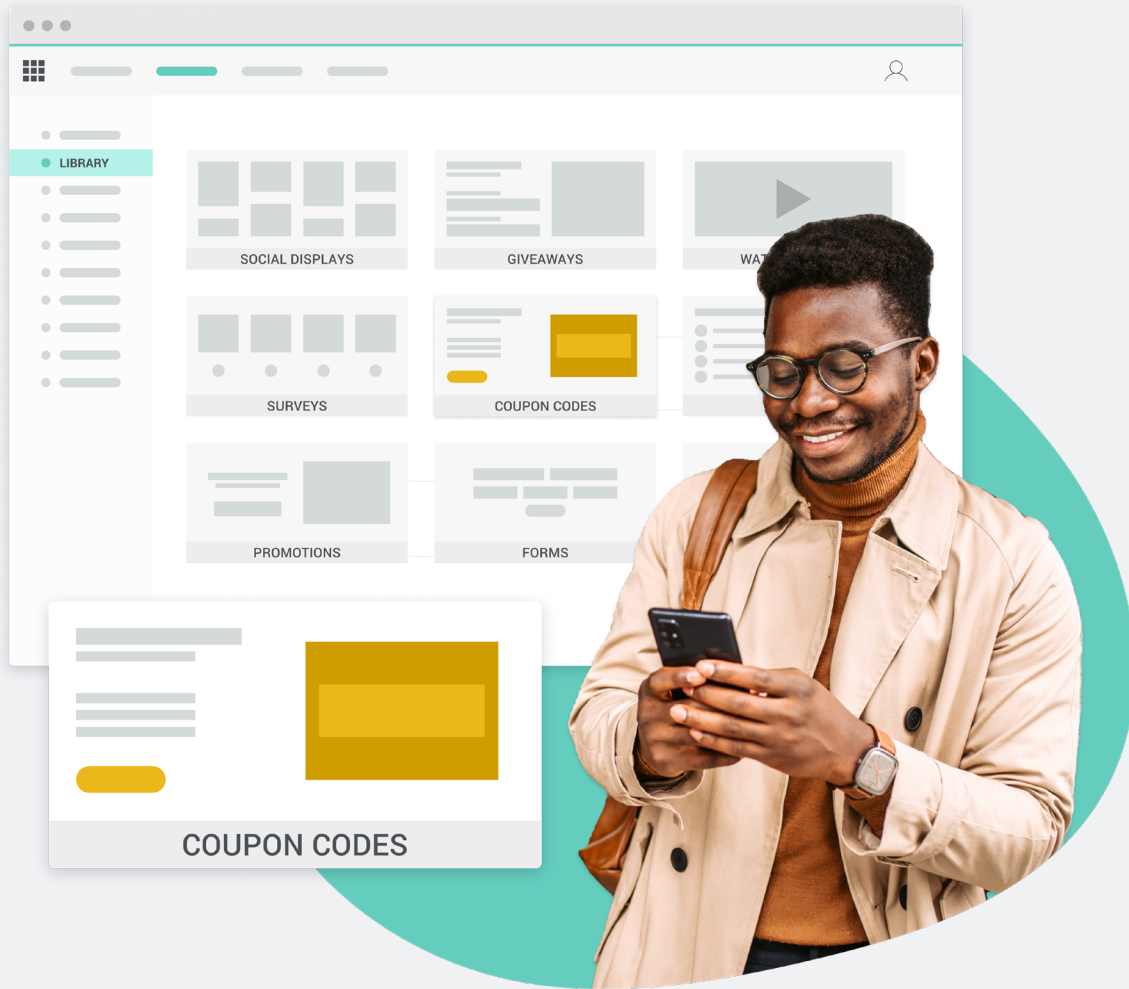 LIBRARY
SOCIAL DISPLAYS
GIVEAWAYS
SURVEYS
COUPON CODES
PROMOTIONS
FORMS
COUPON CODES